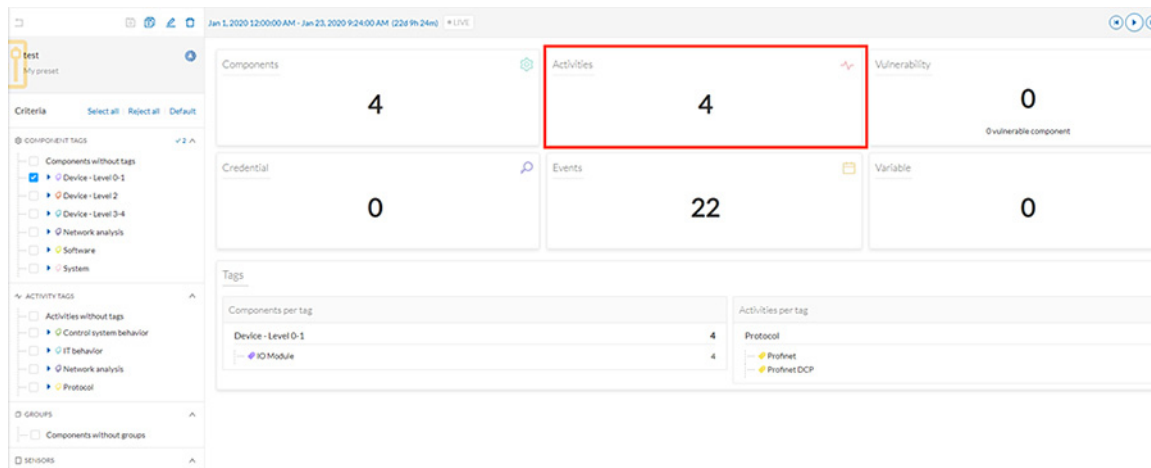 Jan 1, 2020 12:00:00 AM - Jan 23, 2020 9:24:00 AM (22d 9h 24m) LIVE
test
My preset
Criteria Select all Reject all Default
COMPONENT TAGS 2
Components without tags
Device - Level 0-1
Device - Level 2
Device - Level 3-4
Network analysis
Software
System
ACTIVITY TAGS
Activities without tags
Control system behavior
IT behavior
Network analysis
Protocol
GROUPS
Components without groups
SENSORS
Components
4
Activities
4
Vulnerability
0
0 vulnerable component
Credential
0
Events
22
Variable
0
Tags
Components per tag
Device - Level 0-1 4
IO Module 4
Activities per tag
Protocol
Profinet
Profinet DCP